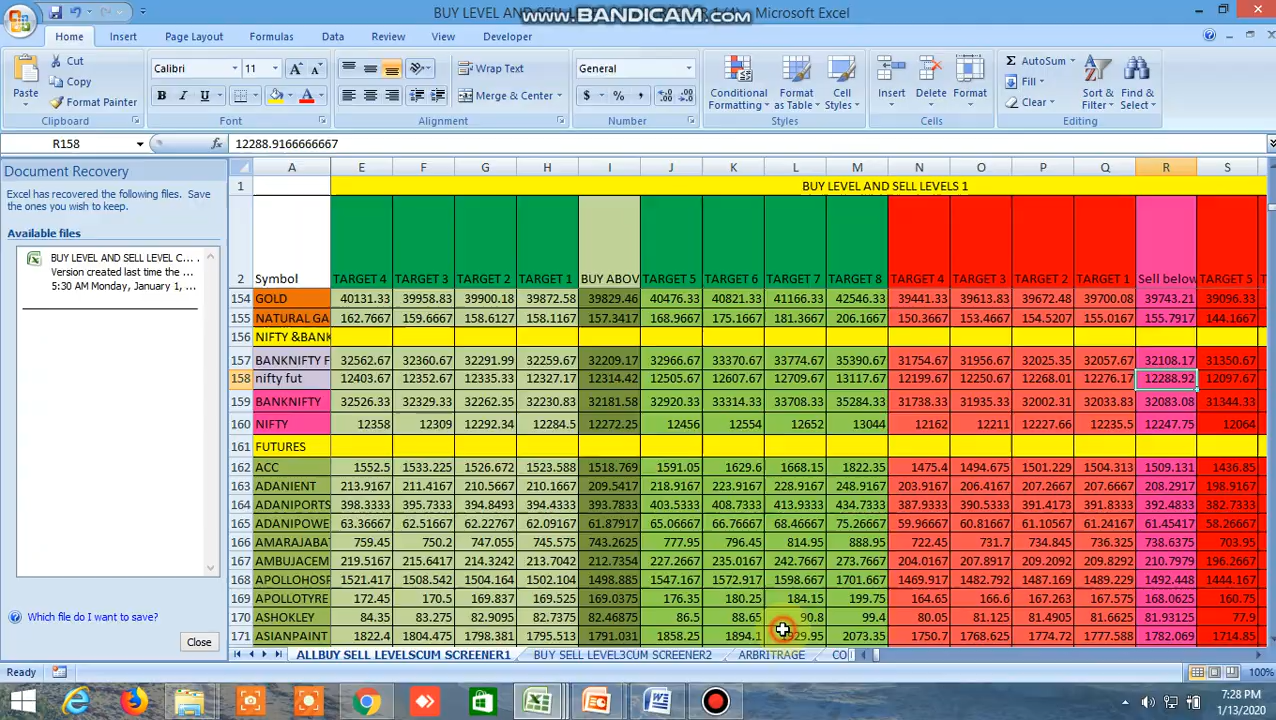 BUY LEVEL AND SELL
www.BANDICAM.com
Microsoft Excel
Home Insert Page Layout Formulas Data Review View Developer
Cut
Copy
Format Painter
Paste
Clipboard
Calibri 11
Font
Wrap Text
Merge & Center
Alignment
General
Number
Conditional Formatting
Format as Table
Cell Styles
Styles
Insert Delete Format
Cells
AutoSum
Fill
Clear
Sort & Filter
Find & Select
Editing
R158 12288.9166666667
Document Recovery
Excel has recovered the following files. Save
the ones you wish to keep.
Available files
BUY LEVEL AND SELL LEVEL C...
Version created last time the ...
5:30 AM Monday, January 1, ...
Which file do I want to save?
Close
A E F G H I J K L M N O P Q R S
1 BUY LEVEL AND SELL LEVELS 1
2 Symbol TARGET 4 TARGET 3 TARGET 2 TARGET 1 BUY ABOV TARGET 5 TARGET 6 TARGET 7 TARGET 8 TARGET 4 TARGET 3 TARGET 2 TARGET 1 Sell below TARGET 5
154 GOLD 40131.33 39958.83 39900.18 39872.58 39829.46 40476.33 40821.33 41166.33 42546.33 39441.33 39613.83 39672.48 39700.08 39743.21 39096.33
155 NATURAL GA 162.7667 159.6667 158.6127 158.1167 157.3417 168.9667 175.1667 181.3667 206.1667 150.3667 153.4667 154.5207 155.0167 155.7917 144.1667
156 NIFTY &BANK
157 BANKNIFTY F 32562.67 32360.67 32291.99 32259.67 32209.17 32966.67 33370.67 33774.67 35390.67 31754.67 31956.67 32025.35 32057.67 32108.17 31350.67
158 nifty fut 12403.67 12352.67 12335.33 12327.17 12314.42 12505.67 12607.67 12709.67 13117.67 12199.67 12250.67 12268.01 12276.17 12288.92 12097.67
159 BANKNIFTY 32526.33 32329.33 32262.35 32230.83 32181.58 32920.33 33314.33 33708.33 35284.33 31738.33 31935.33 32002.31 32033.83 32083.08 31344.33
160 NIFTY 12358 12309 12292.34 12284.5 12272.25 12456 12554 12652 13044 12162 12211 12227.66 12235.5 12247.75 12064
161 FUTURES
162 ACC 1552.5 1533.225 1526.672 1523.588 1518.769 1591.05 1629.6 1668.15 1822.35 1475.4 1494.675 1501.229 1504.313 1509.131 1436.85
163 ADANIENT 213.9167 211.4167 210.5667 210.1667 209.5417 218.9167 223.9167 228.9167 248.9167 203.9167 206.4167 207.2667 207.6667 208.2917 198.9167
164 ADANIPORTS 398.3333 395.7333 394.8493 394.4333 393.7833 403.5333 408.7333 413.9333 434.7333 387.9333 390.5333 391.4173 391.8333 392.4833 382.7333
165 ADANIPOWE 63.36667 62.51667 62.22767 62.09167 61.87917 65.06667 66.76667 68.46667 75.26667 59.96667 60.81667 61.10567 61.24167 61.45417 58.26667
166 AMARAJABA 759.45 750.2 747.055 745.575 743.2625 777.95 796.45 814.95 888.95 722.45 731.7 734.845 736.325 738.6375 703.95
167 AMBUJACEM 219.5167 215.6417 214.3242 213.7042 212.7354 227.2667 235.0167 242.7667 273.7667 204.0167 207.8917 209.2092 209.8292 210.7979 196.2667
168 APOLLOHOSP 1521.417 1508.542 1504.164 1502.104 1498.885 1547.167 1572.917 1598.667 1701.667 1469.917 1482.792 1487.169 1489.229 1492.448 1444.167
169 APOLLOTYRE 172.45 170.5 169.837 169.525 169.0375 176.35 180.25 184.15 199.75 164.65 166.6 167.263 167.575 168.0625 160.75
170 ASHOKLEY 84.35 83.275 82.9095 82.7375 82.46875 86.5 88.65 90.8 99.4 80.05 81.125 81.4905 81.6625 81.93125 77.9
171 ASIANPAINT 1822.4 1804.475 1798.381 1795.513 1791.031 1858.25 1894.1 1929.95 2073.35 1750.7 1768.625 1774.72 1777.588 1782.069 1714.85
ALLBUY SELL LEVELSCUM SCREENER1 BUY SELL LEVEL3CUM SCREENER2 ARBRITRAGE CO
Ready 100%
7:28 PM
1/13/2020